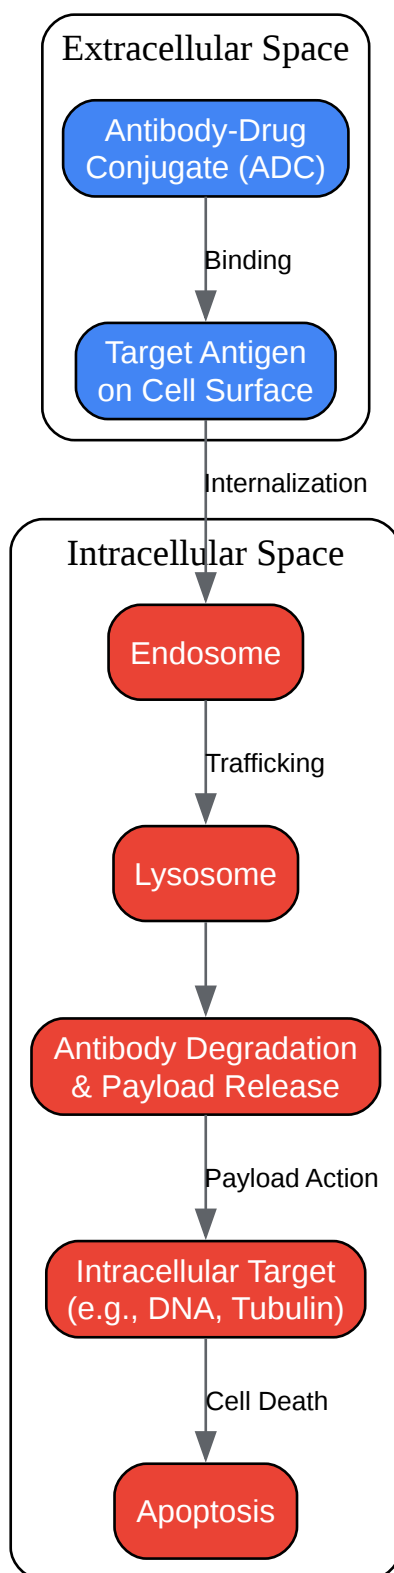 Extracellular Space
Antibody-Drug
Conjugate (ADC)
Binding
Target Antigen
on Cell Surface
Internalization
Intracellular Space
Endosome
Trafficking
Lysosome
Antibody Degradation
& Payload Release
Payload Action
Intracellular Target
(e.g., DNA, Tubulin)
Cell Death
Apoptosis